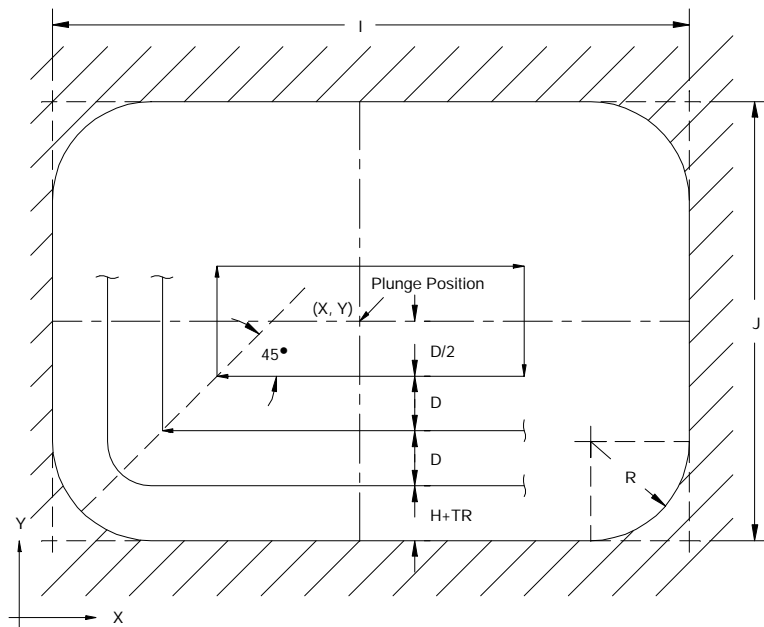 I
Plunge Position
(X, Y)
J
D/2
45°
D
D
R
H+TR
Y
X